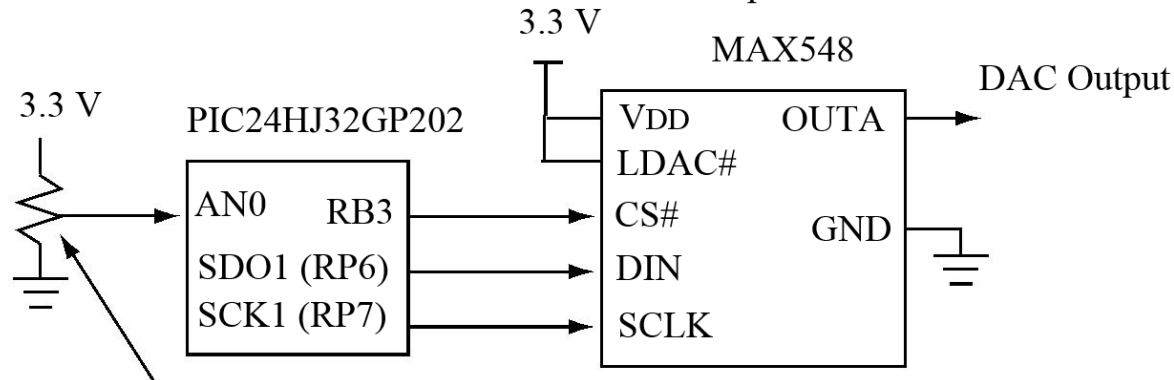 3.3 V
MAX548
DAC Output
3.3 V
PIC24HJ32GP202
VDD
OUTA
LDAC#
AN0
RB3
CS#
GND
SDO1 (RP6)
DIN
SCK1 (RP7)
SCLK